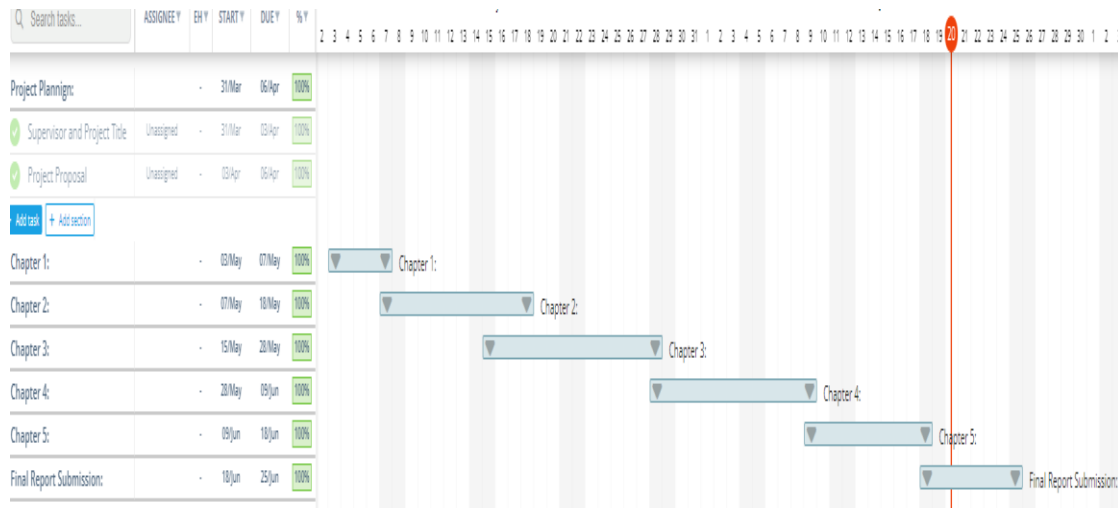 Search tasks... ASSIGNEE EH START DUE %
2 3 4 5 6 7 8 9 10 11 12 13 14 15 16 17 18 19 20 21 22 23 24 25 26 27 28 29 30 31 1 2 3 4 5 6 7 8 9 10 11 12 13 14 15 16 17 18 19 20 21 22 23 24 25 26 27 28 29 30 1 2
Project Plannign: - 31/Mar 06/Apr 100%
Supervisor and Project Title Unassigned - 31/Mar 03/Apr 100%
Project Proposal Unassigned - 03/Apr 06/Apr 100%
Add task + Add section
Chapter 1: - 03/May 07/May 100% Chapter 1:
Chapter 2: - 07/May 18/May 100% Chapter 2:
Chapter 3: - 15/May 28/May 100% Chapter 3:
Chapter 4: - 28/May 09/Jun 100% Chapter 4:
Chapter 5: - 09/Jun 18/Jun 100% Chapter 5:
Final Report Submission: - 18/Jun 25/Jun 100% Final Report Submission: